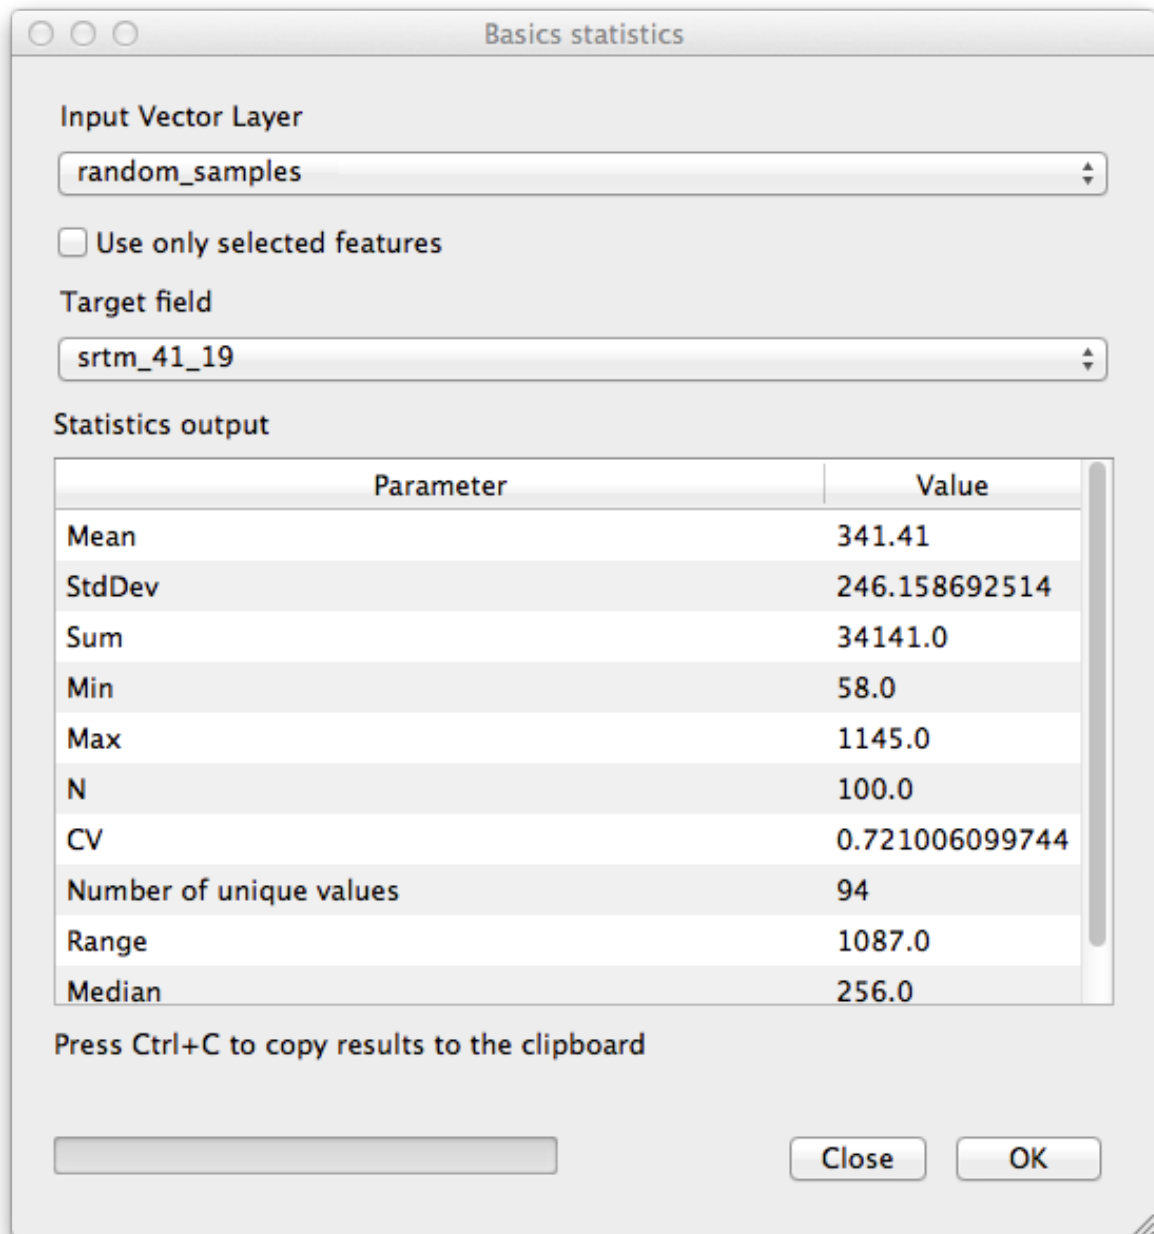 Basics statistics
Input Vector Layer
random_samples
Use only selected features
Target field
srtm_41_19
Statistics output
Parameter Value
Mean 341.41
StdDev 246.158692514
Sum 34141.0
Min 58.0
Max 1145.0
N 100.0
CV 0.721006099744
Number of unique values 94
Range 1087.0
Median 256.0
Press Ctrl+C to copy results to the clipboard
Close OK